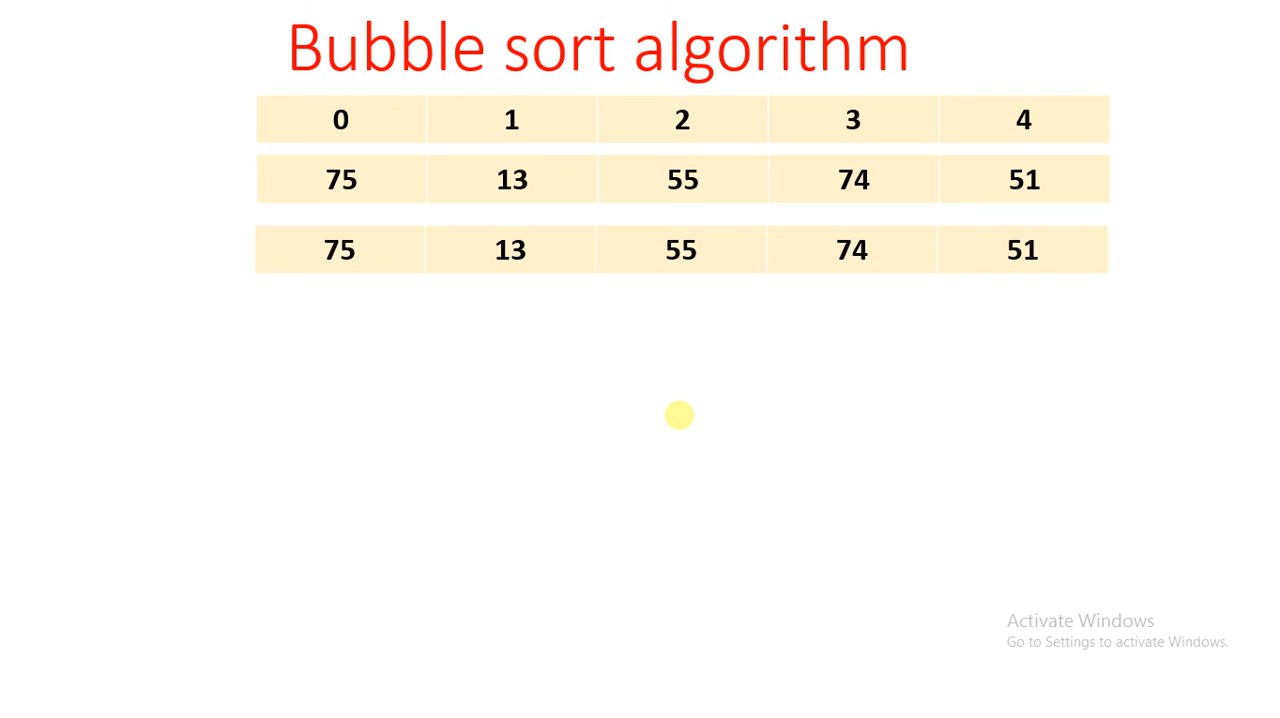 Bubble sort algorithm
0 1 2 3 4
75 13 55 74 51
75 13 55 74 51
Activate Windows
Go to Settings to activate Windows.